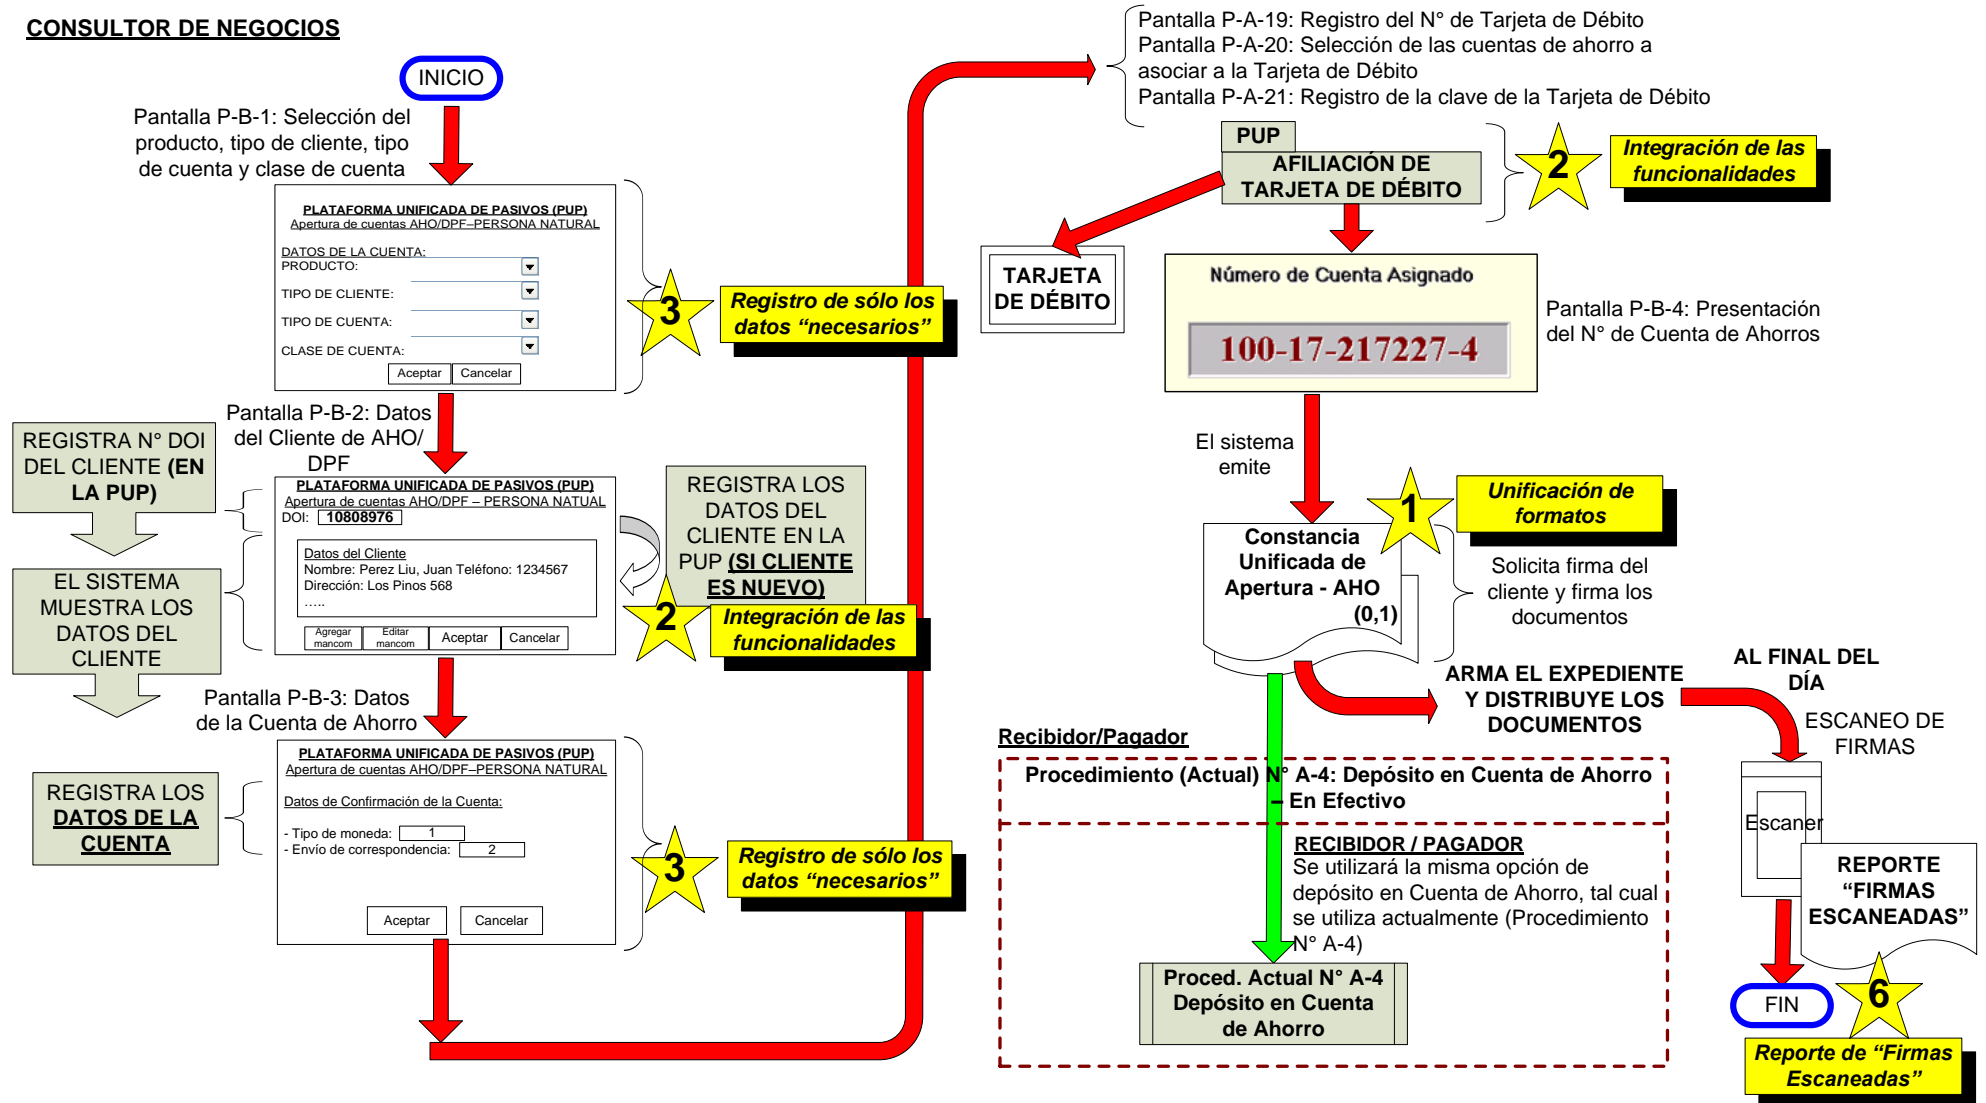 CONSULTOR DE NEGOCIOS
INICIO
Pantalla P-B-1: Selección del
producto, tipo de cliente, tipo
de cuenta y clase de cuenta
PLATAFORMA UNIFICADA DE PASIVOS (PUP)
Apertura de cuentas AHO/DPF–PERSONA NATURAL
DATOS DE LA CUENTA:
PRODUCTO:
TIPO DE CLIENTE:
TIPO DE CUENTA:
CLASE DE CUENTA:
Aceptar Cancelar
3
Registro de sólo los
datos “necesarios”
Pantalla P-B-2: Datos
del Cliente de AHO/
DPF
REGISTRA N° DOI
DEL CLIENTE (EN
LA PUP)
EL SISTEMA
MUESTRA LOS
DATOS DEL
CLIENTE
PLATAFORMA UNIFICADA DE PASIVOS (PUP)
Apertura de cuentas AHO/DPF – PERSONA NATUAL
DOI: 10808976
Datos del Cliente
Nombre: Perez Liu, Juan Teléfono: 1234567
Dirección: Los Pinos 568
…..
Agregar mancom
Editar mancom
Aceptar
Cancelar
REGISTRA LOS
DATOS DEL
CLIENTE EN LA
PUP (SI CLIENTE
ES NUEVO)
2
Integración de las
funcionalidades
Pantalla P-B-3: Datos
de la Cuenta de Ahorro
REGISTRA LOS
DATOS DE LA
CUENTA
PLATAFORMA UNIFICADA DE PASIVOS (PUP)
Apertura de cuentas AHO/DPF–PERSONA NATURAL
Datos de Confirmación de la Cuenta:
- Tipo de moneda: 1
- Envío de correspondencia: 2
Aceptar Cancelar
3
Registro de sólo los
datos “necesarios”
Pantalla P-A-19: Registro del N° de Tarjeta de Débito
Pantalla P-A-20: Selección de las cuentas de ahorro a
asociar a la Tarjeta de Débito
Pantalla P-A-21: Registro de la clave de la Tarjeta de Débito
PUP
AFILIACIÓN DE
TARJETA DE DÉBITO
2
Integración de las
funcionalidades
TARJETA
DE DÉBITO
Número de Cuenta Asignado
100-17-217227-4
Pantalla P-B-4: Presentación
del N° de Cuenta de Ahorros
El sistema
emite
1
Unificación de
formatos
Constancia
Unificada de
Apertura - AHO
(0,1)
Solicita firma del
cliente y firma los
documentos
ARMA EL EXPEDIENTE
Y DISTRIBUYE LOS
DOCUMENTOS
AL FINAL DEL
DÍA
ESCANEO DE
FIRMAS
Escaner
REPORTE
“FIRMAS
ESCANEADAS”
FIN
6
Reporte de “Firmas
Escaneadas”
Recibidor/Pagador
Procedimiento (Actual) N° A-4: Depósito en Cuenta de Ahorro
– En Efectivo
RECIBIDOR / PAGADOR
Se utilizará la misma opción de
depósito en Cuenta de Ahorro, tal cual
se utiliza actualmente (Procedimiento
N° A-4)
Proced. Actual N° A-4
Depósito en Cuenta
de Ahorro